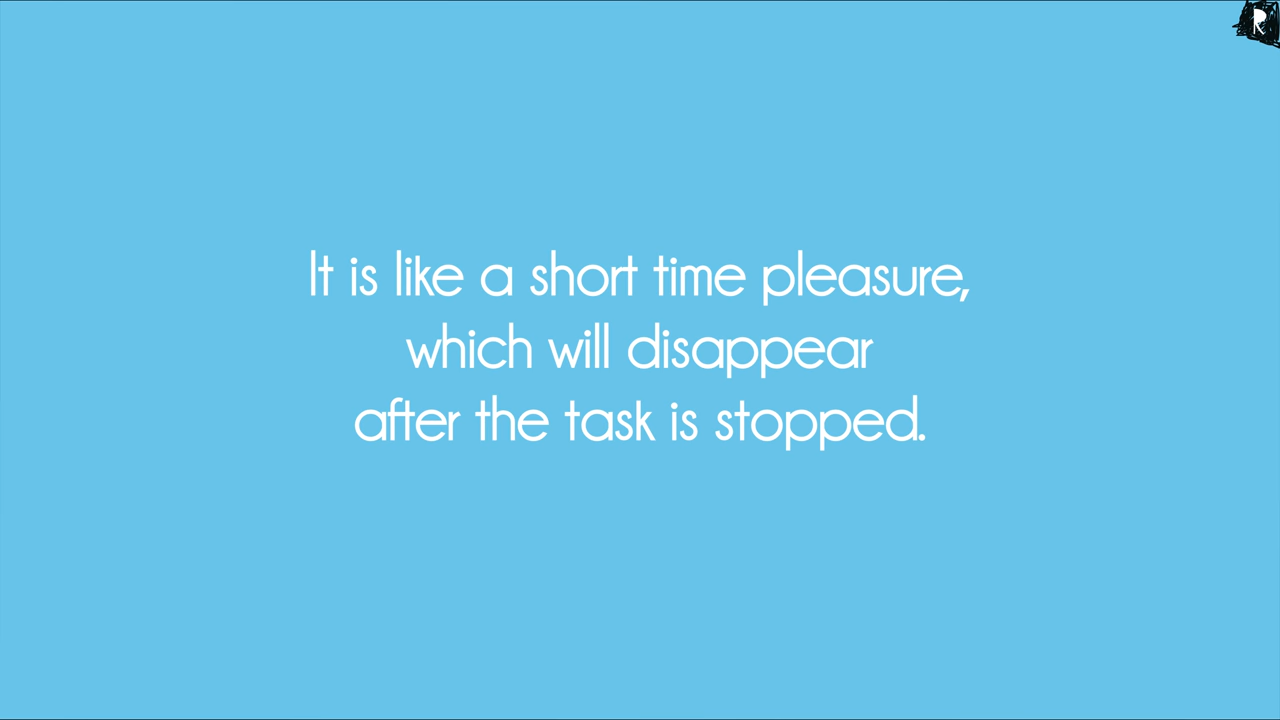 It is like a short time pleasure,
which will disappear
after the task is stopped.